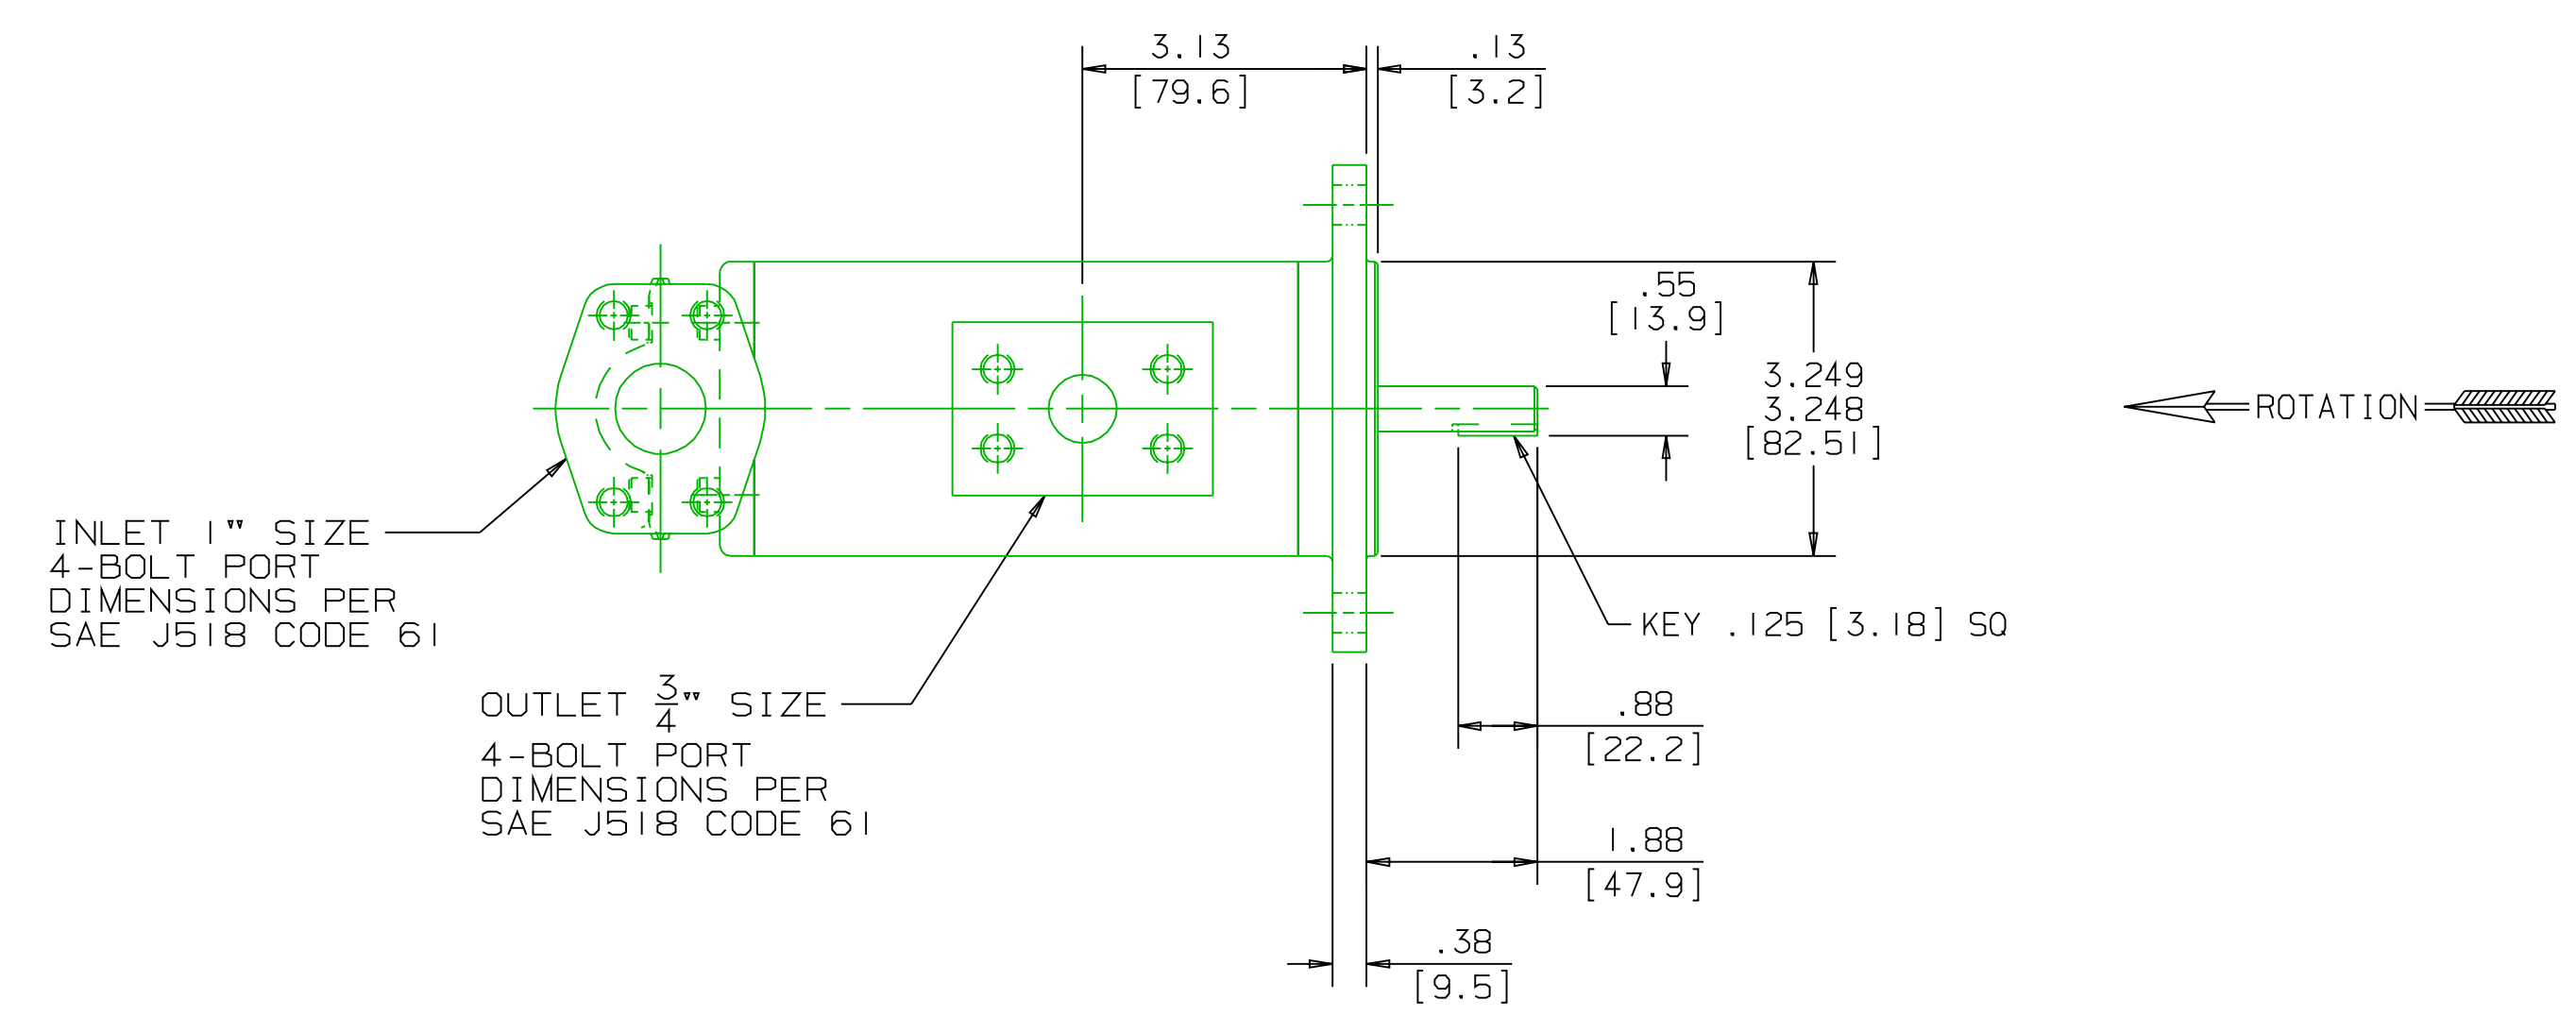 3.13
[79.6]
.13
[3.2]
.55
[13.9]
3.249
3.248
[82.51]
ROTATION
INLET 1" SIZE
4-BOLT PORT
DIMENSIONS PER
SAE J518 CODE 61
KEY .125 [3.18] SQ
OUTLET 3/4" SIZE
4-BOLT PORT
DIMENSIONS PER
SAE J518 CODE 61
.88
[22.2]
1.88
[47.9]
.38
[9.5]